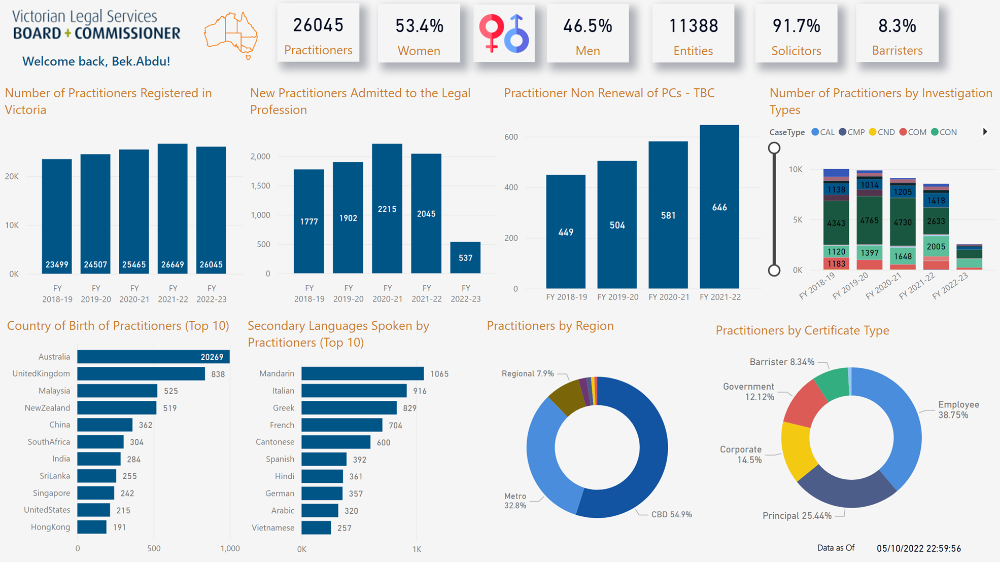 Victorian Legal Services
BOARD + COMMISSIONER
Welcome back, Bek.Abdu!
26045
Practitioners
53.4%
Women
46.5%
Men
11388
Entities
91.7%
Solicitors
8.3%
Barristers
Number of Practitioners Registered in
Victoria
20K
10K
0K
23499
24507
25465
26649
26045
FY
2018-19
FY
2019-20
FY
2020-21
FY
2021-22
FY
2022-23
New Practitioners Admitted to the Legal
Profession
2,000
1,500
1,000
500
0
1777
1902
2215
2045
537
FY
2018-19
FY
2019-20
FY
2020-21
FY
2021-22
FY
2022-23
Practitioner Non Renewal of PCs - TBC
600
400
200
0
449
504
581
646
FY 2018-19
FY 2019-20
FY 2020-21
FY 2021-22
Number of Practitioners by Investigation
Types
CaseType CAL CMP CND COM CON
10K
5K
0K
1138
4343
1120
1183
1014
4765
1397
1205
4730
1648
1418
2633
2005
FY 2018-19
FY 2019-20
FY 2020-21
FY 2021-22
FY 2022-23
Country of Birth of Practitioners (Top 10)
Australia 20269
UnitedKingdom 838
Malaysia 525
NewZealand 519
China 362
SouthAfrica 304
India 284
SriLanka 255
Singapore 242
UnitedStates 215
HongKong 191
0 500 1,000
Secondary Languages Spoken by
Practitioners (Top 10)
Mandarin 1065
Italian 916
Greek 829
French 704
Cantonese 600
Spanish 392
Hindi 361
German 357
Arabic 320
Vietnamese 257
0K 1K
Practitioners by Region
Regional 7.9%
Metro
32.8%
CBD 54.9%
Practitioners by Certificate Type
Barrister 8.34%
Government
12.12%
Employee
38.75%
Corporate
14.5%
Principal 25.44%
Data as Of 05/10/2022 22:59:56